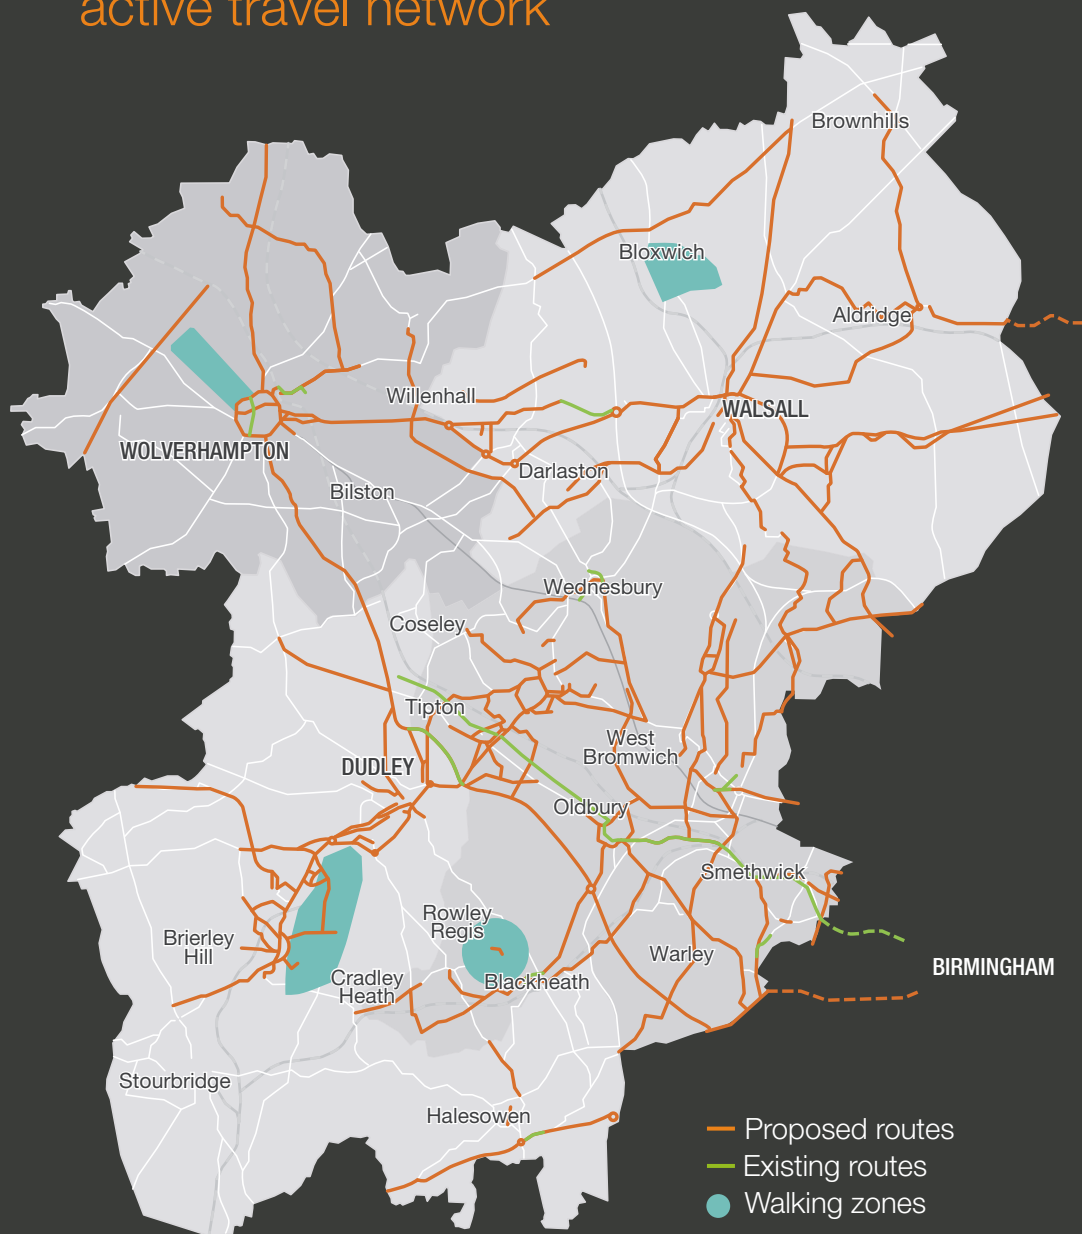 active travel network
Brownhills
Bloxwich
Aldridge
Willenhall
WALSALL
WOLVERHAMPTON
Darlaston
Bilston
Wednesbury
Coseley
Tipton
West
Bromwich
DUDLEY
Oldbury
Smethwick
Rowley
Regis
Brierley
Hill
Warley
BIRMINGHAM
Cradley
Heath
Blackheath
Stourbridge
Halesowen
Proposed routes
Existing routes
Walking zones